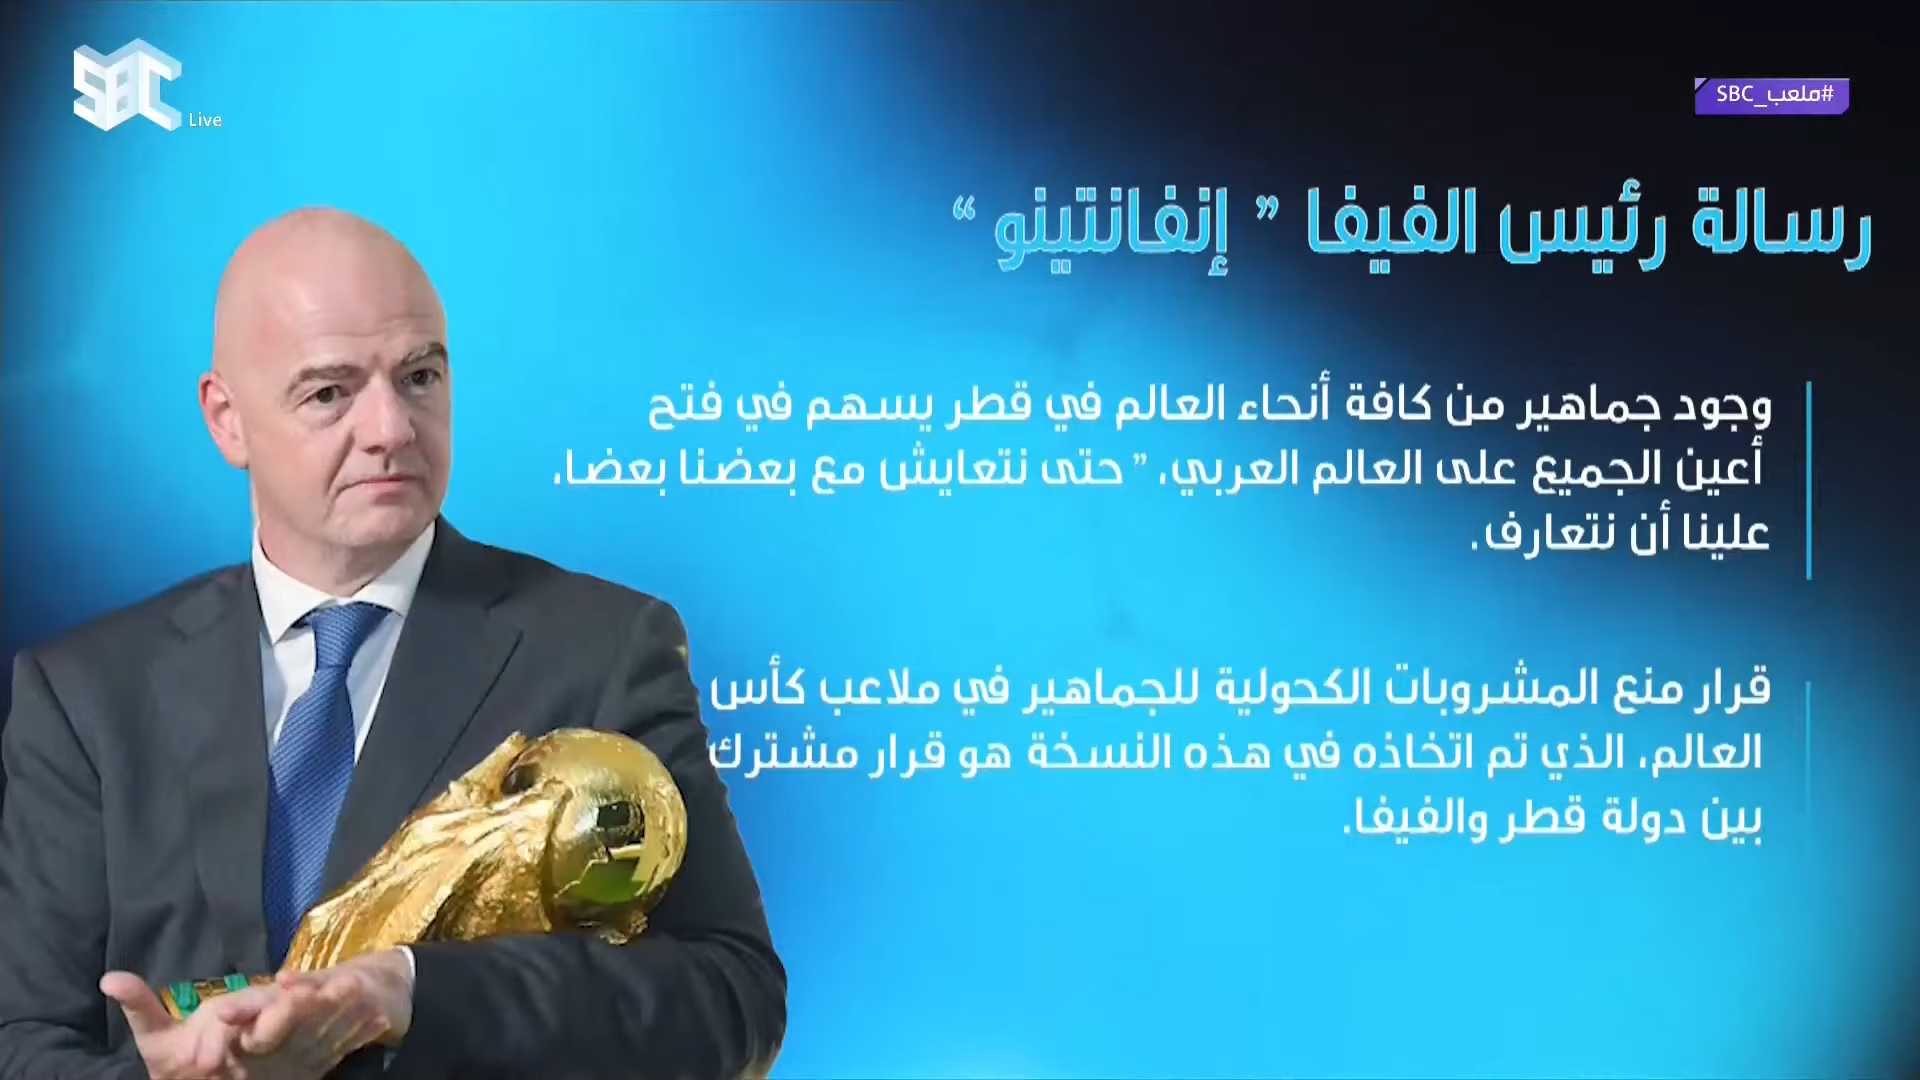 SBC Live
#ملعب_SBC
رسالة رئيس الفيفا ” إنفانتينو “
وجود جماهير من كافة أنحاء العالم في قطر يسهم في فتح
أعين الجميع على العالم العربي، ” حتى نتعايش مع بعضنا بعضا،
علينا أن نتعارف.
قرار منع المشروبات الكحولية للجماهير في ملاعب كأس
العالم، الذي تم اتخاذه في هذه النسخة هو قرار مشترك
بين دولة قطر والفيفا.